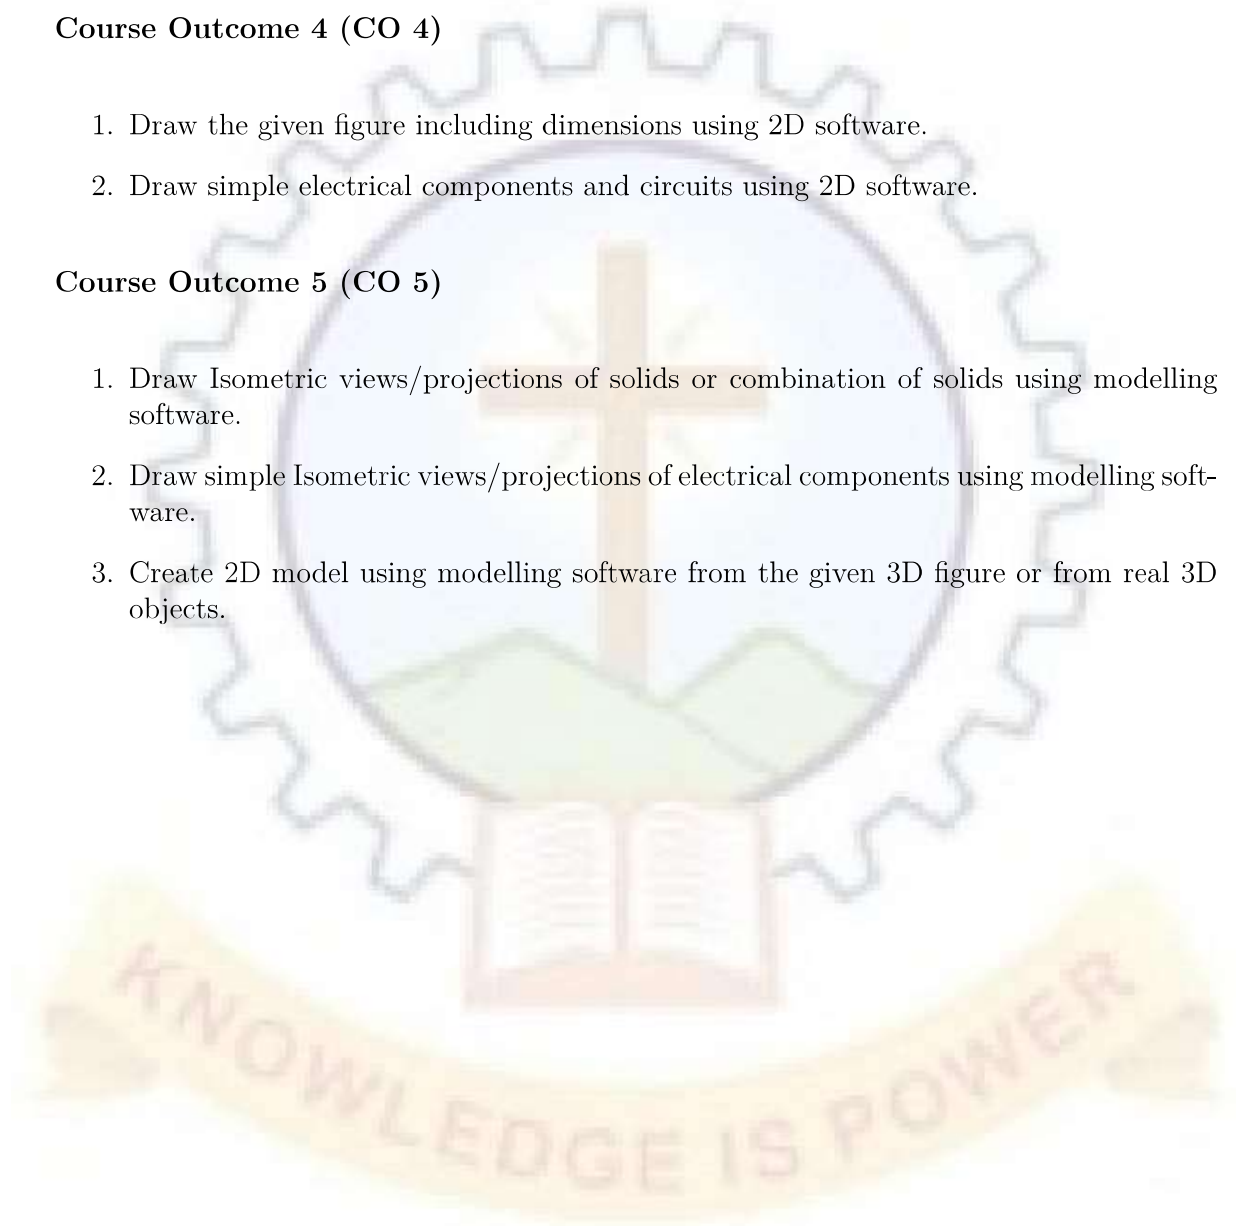 Course Outcome 4 (CO 4)
1. Draw the given figure including dimensions using 2D software.
2. Draw simple electrical components and circuits using 2D software.
Course Outcome 5 (CO 5)
1. Draw Isometric views/projections of solids or combination of solids using modelling
software.
2. Draw simple Isometric views/projections of electrical components using modelling soft-
ware.
3. Create 2D model using modelling software from the given 3D figure or from real 3D
objects.
KNOWLEDGE IS POWER